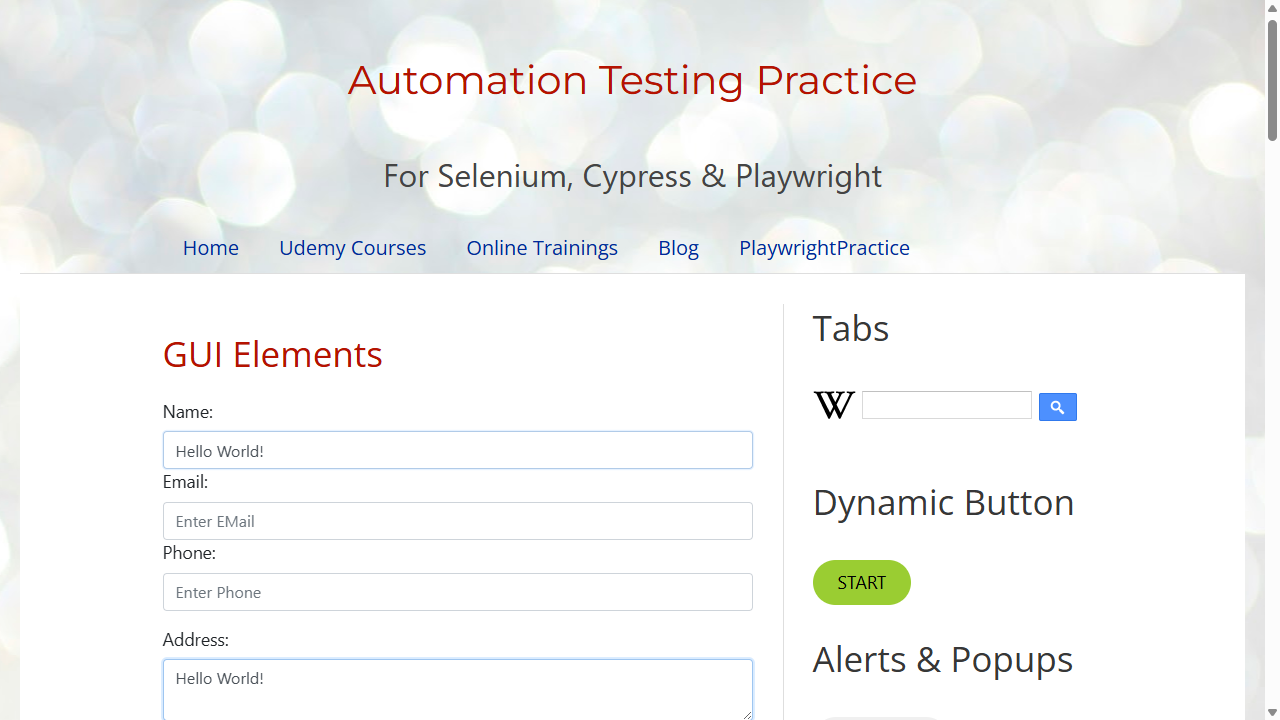 Automation Testing Practice
For Selenium, Cypress & Playwright
Home Udemy Courses Online Trainings Blog PlaywrightPractice
GUI Elements
Name:
Hello World!
Email:
Enter EMail
Phone:
Enter Phone
Address:
Hello World!
Tabs
W
Dynamic Button
START
Alerts & Popups